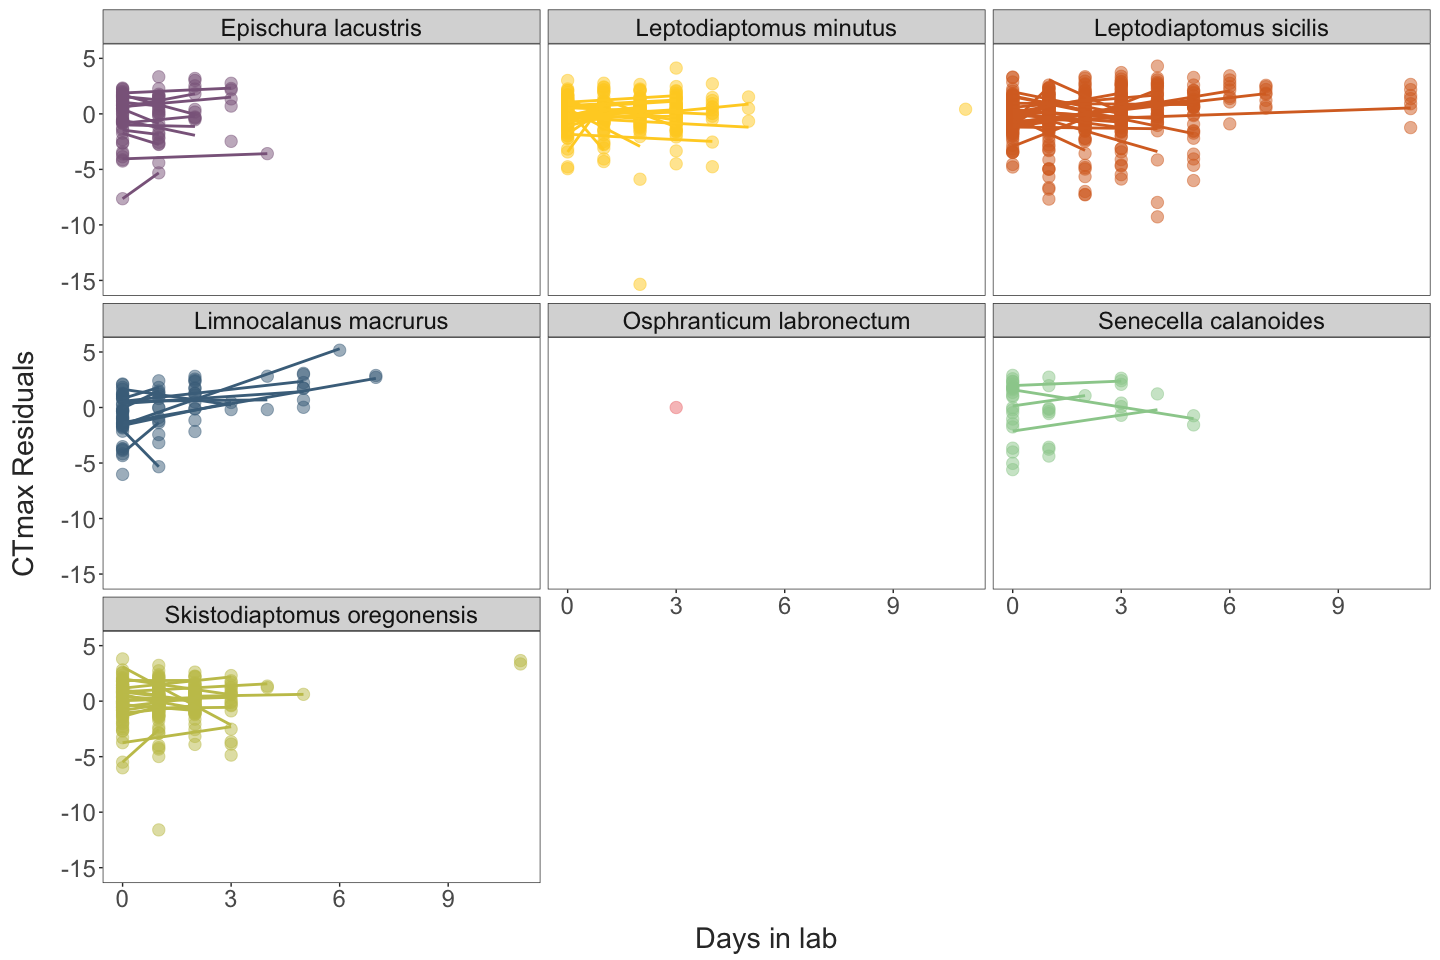 Epischura lacustris
Leptodiaptomus minutus
Leptodiaptomus sicilis
5
0
-5
-10
-15
Limnocalanus macrurus
Osphranticum labronectum
Senecella calanoides
5
0
-5
-10
-15
0 3 6 9
0 3 6 9
Skistodiaptomus oregonensis
5
0
-5
-10
-15
0 3 6 9
CTmax Residuals
Days in lab